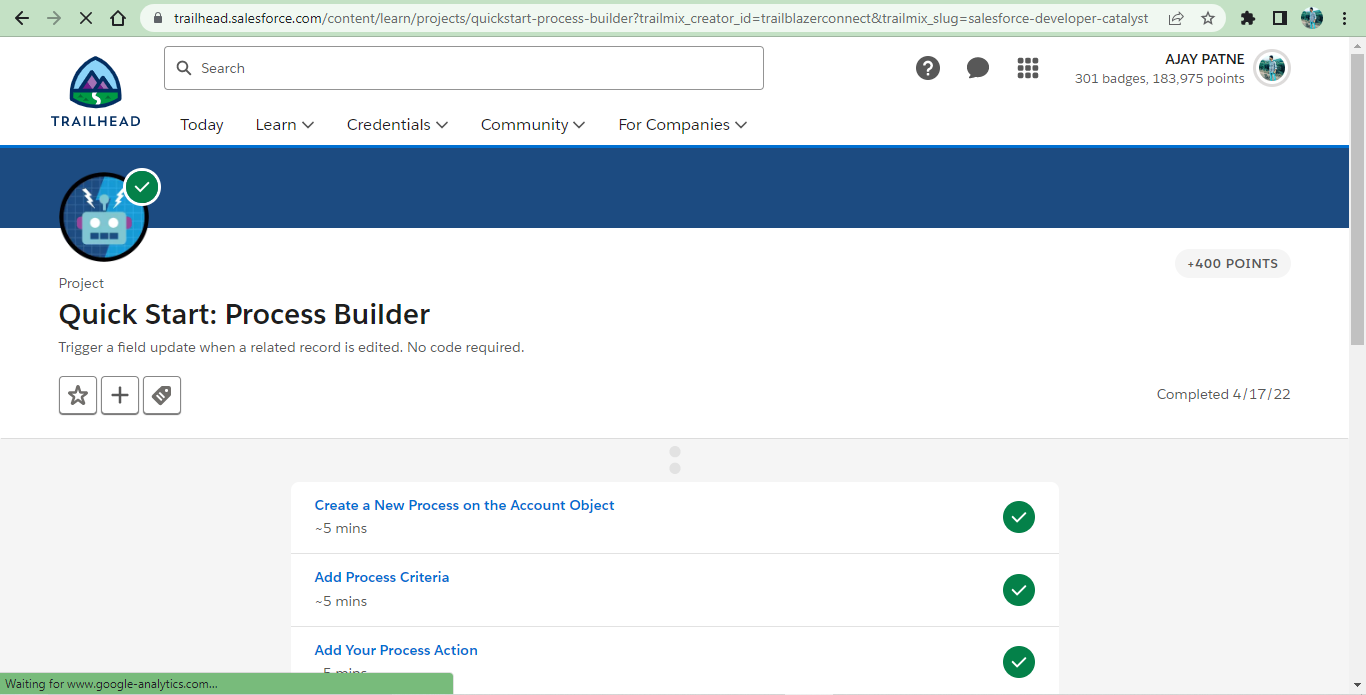 trailhead.salesforce.com/content/learn/projects/quickstart-process-builder?trailmix_creator_id=trailblazerconnect&trailmix_slug=salesforce-developer-catalyst
TRAILHEAD
Search
AJAY PATNE
301 badges, 183,975 points
Today Learn Credentials Community For Companies
+400 POINTS
Project
Quick Start: Process Builder
Trigger a field update when a related record is edited. No code required.
Completed 4/17/22
Create a New Process on the Account Object
~5 mins
Add Process Criteria
~5 mins
Add Your Process Action
~5 mins
Waiting for www.google-analytics.com...